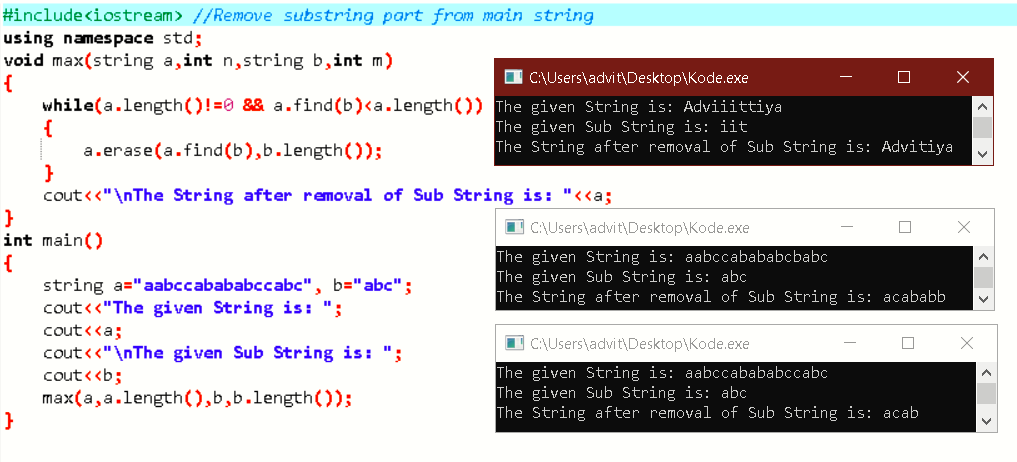 #include<iostream> //Remove substring part from main string
using namespace std;
void max(string a,int n,string b,int m)
{
while(a.length()!=0 && a.find(b)<a.length())
{
a.erase(a.find(b),b.length());
}
cout<<"\nThe String after removal of Sub String is: "<<a;
}
int main()
{
string a="aabccabababccabc", b="abc";
cout<<"The given String is: ";
cout<<a;
cout<<"\nThe given Sub String is: ";
cout<<b;
max(a,a.length(),b,b.length());
}
C:\Users\advit\Desktop\Kode.exe
The given String is: Adviiittiya
The given Sub String is: iit
The String after removal of Sub String is: Advitiya
C:\Users\advit\Desktop\Kode.exe
The given String is: aabccabababcbabc
The given Sub String is: abc
The String after removal of Sub String is: acababb
C:\Users\advit\Desktop\Kode.exe
The given String is: aabccabababccabc
The given Sub String is: abc
The String after removal of Sub String is: acab